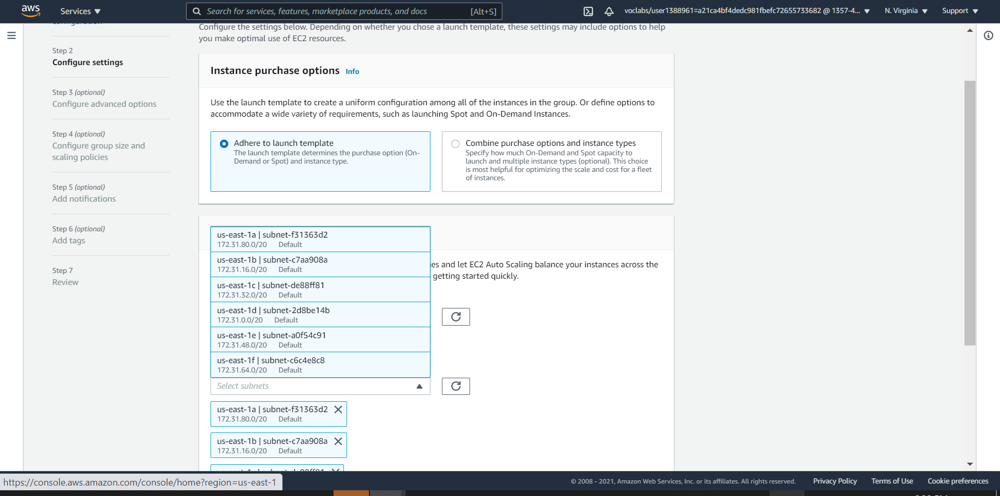 aws
Services
Search for services, features, marketplace products, and docs
[Alt+S]
voclabs/user1388961=a21ca4bf4dedc981fbefc72655733682 @ 1357-4...
N. Virginia
Support
configuration
Step 2
Configure settings
Step 3 (optional)
Configure advanced options
Step 4 (optional)
Configure group size and
scaling policies
Step 5 (optional)
Add notifications
Step 6 (optional)
Add tags
Step 7
Review
Configure the settings below. Depending on whether you chose a launch template, these settings may include options to help
you make optimal use of EC2 resources.
Instance purchase options Info
Use the launch template to create a uniform configuration among all of the instances in the group. Or define options to
accommodate a wide variety of requirements, such as launching Spot and On-Demand Instances.
Adhere to launch template
The launch template determines the purchase option (On-
Demand or Spot) and instance type.
Combine purchase options and instance types
Specify how much On-Demand and Spot capacity to
launch and multiple instance types (optional). This choice
is most helpful for optimizing the scale and cost for a fleet
of instances.
us-east-1a | subnet-f31363d2
172.31.80.0/20 Default
us-east-1b | subnet-c7aa908a
172.31.16.0/20 Default
us-east-1c | subnet-de88ff81
172.31.32.0/20 Default
us-east-1d | subnet-2d8be14b
172.31.0.0/20 Default
us-east-1e | subnet-a0f54c91
172.31.48.0/20 Default
us-east-1f | subnet-c6c4e8c8
172.31.64.0/20 Default
es and let EC2 Auto Scaling balance your instances across the
getting started quickly.
Select subnets
us-east-1a | subnet-f31363d2
172.31.80.0/20 Default
us-east-1b | subnet-c7aa908a
172.31.16.0/20 Default
https://console.aws.amazon.com/console/home?region=us-east-1
© 2008 - 2021, Amazon Web Services, Inc. or its affiliates. All rights reserved.
Privacy Policy
Terms of Use
Cookie preferences